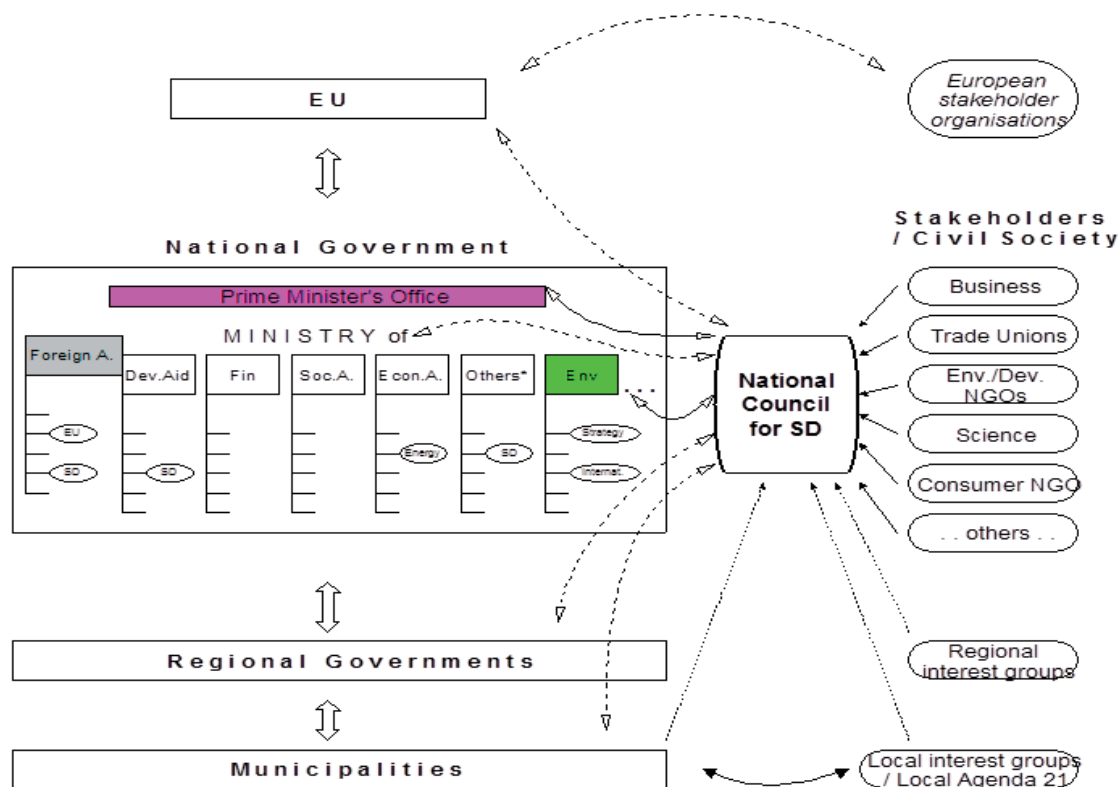 EU
European
stakeholder
organisations
Stakeholders
/ Civil Society
National Government
Prime Minister's Office
MINISTRY of
Foreign A.
Dev.Aid
Fin
Soc.A.
Econ.A.
Others*
Env
. . .
EU
SD
SD
Energy
SD
Strategy
Internat.
National
Council
for SD
Business
Trade Unions
Env./Dev.
NGOs
Science
Consumer NGO
. . others . .
Regional Governments
Regional
interest groups
Municipalities
Local interest groups
/ Local Agenda 21